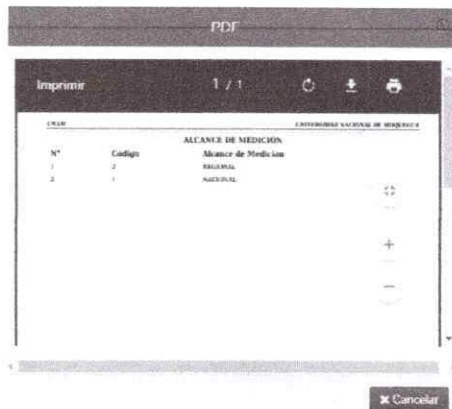 PDF
Imprimir 1 / 1
UNIVERSIDAD NACIONAL DE MOQUEGUA
ALCANCE DE MEDICION
N° Codigo Alcance de Medicion
1 2 REGIONAL
2 1 NACIONAL
✖ Cancelar